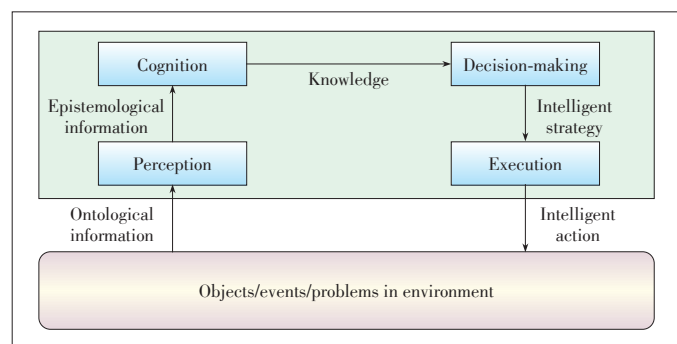 Cognition
Decision-making
Knowledge
Epistemological
information
Intelligent
strategy
Perception
Execution
Ontological
information
Intelligent
action
Objects/events/problems in environment